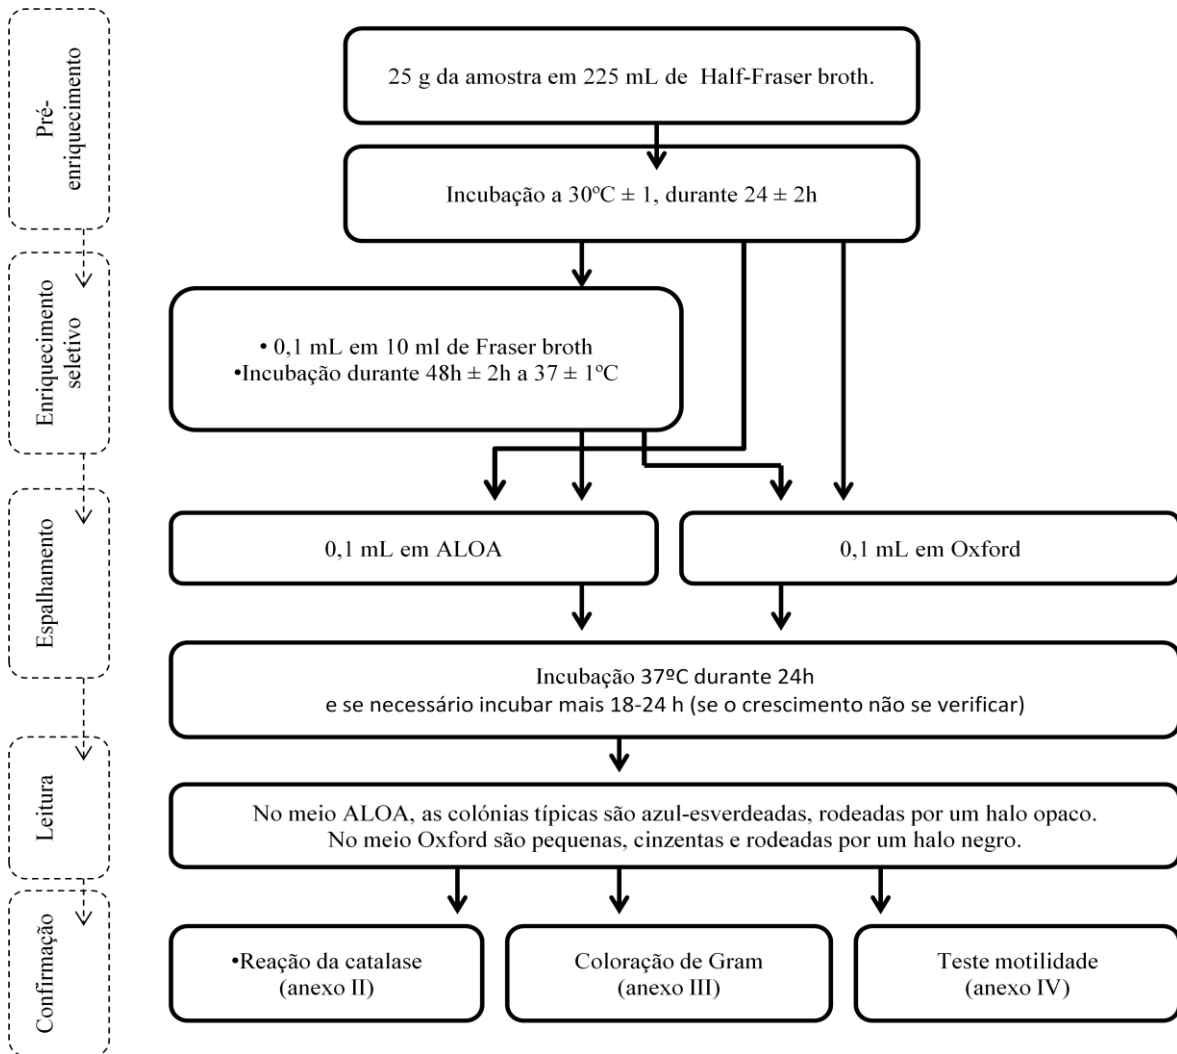 Pré-
enriquecimento
25 g da amostra em 225 mL de Half-Fraser broth.
Incubação a 30ºC ± 1, durante 24 ± 2h
Enriquecimento
seletivo
• 0,1 mL em 10 ml de Fraser broth
•Incubação durante 48h ± 2h a 37 ± 1ºC
Espalhamento
0,1 mL em ALOA
0,1 mL em Oxford
Incubação 37ºC durante 24h
e se necessário incubar mais 18-24 h (se o crescimento não se verificar)
Leitura
No meio ALOA, as colónias típicas são azul-esverdeadas, rodeadas por um halo opaco.
No meio Oxford são pequenas, cinzentas e rodeadas por um halo negro.
Confirmação
•Reação da catalase
(anexo II)
Coloração de Gram
(anexo III)
Teste motilidade
(anexo IV)